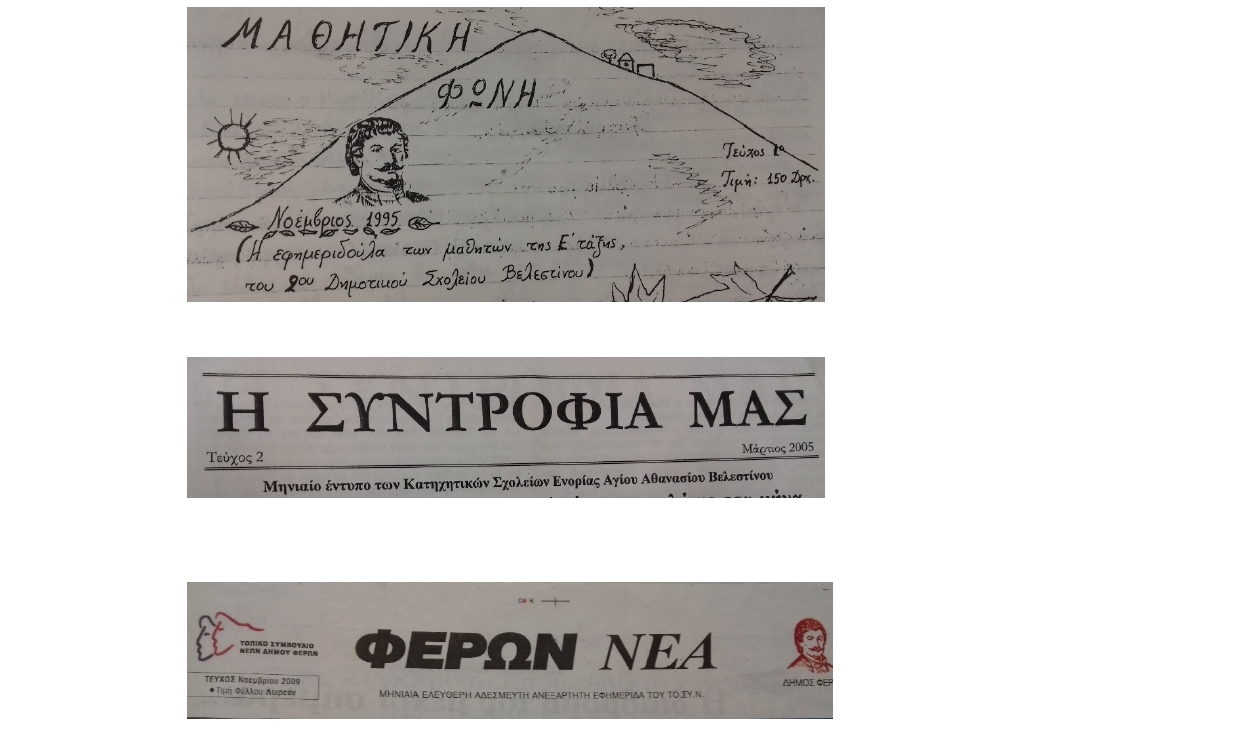 ΜΑΘΗΤΙΚΗ
ΦΩΝΗ
Τεύχος 1ο
Τιμή: 150 Δρχ.
Νοέμβριος 1995
(Η εφημεριδούλα των μαθητών της Ε΄ τάξης,
του 2ου Δημοτικού Σχολείου Βελεστίνου)
Η ΣΥΝΤΡΟΦΙΑ ΜΑΣ
Τεύχος 2
Μάρτιος 2005
Μηνιαίο έντυπο των Κατηχητικών Σχολείων Ενορίας Αγίου Αθανασίου Βελεστίνου
ΤΟΠΙΚΟ ΣΥΜΒΟΥΛΙΟ
ΝΕΩΝ ΔΗΜΟΥ ΦΕΡΩΝ
ΦΕΡΩΝ ΝΕΑ
ΤΕΥΧΟΣ Νοεμβρίου 2009
• Τιμή Φύλλου Δωρεάν
ΜΗΝΙΑΙΑ ΕΛΕΥΘΕΡΗ ΑΔΕΣΜΕΥΤΗ ΑΝΕΞΑΡΤΗΤΗ ΕΦΗΜΕΡΙΔΑ ΤΟΥ ΤΟ.ΣΥ.Ν.
ΔΗΜΟΣ ΦΕΡ